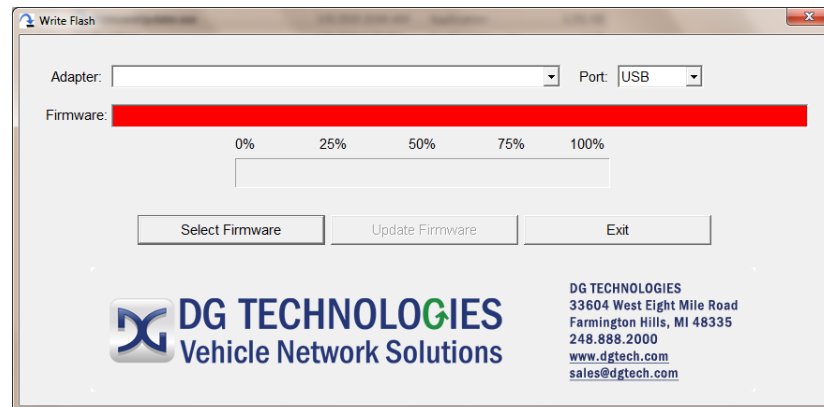 Write Flash
Adapter:
Port: USB
Firmware:
0% 25% 50% 75% 100%
Select Firmware Update Firmware Exit
DG TECHNOLOGIES
Vehicle Network Solutions
DG TECHNOLOGIES
33604 West Eight Mile Road
Farmington Hills, MI 48335
248.888.2000
www.dgtech.com
sales@dgtech.com